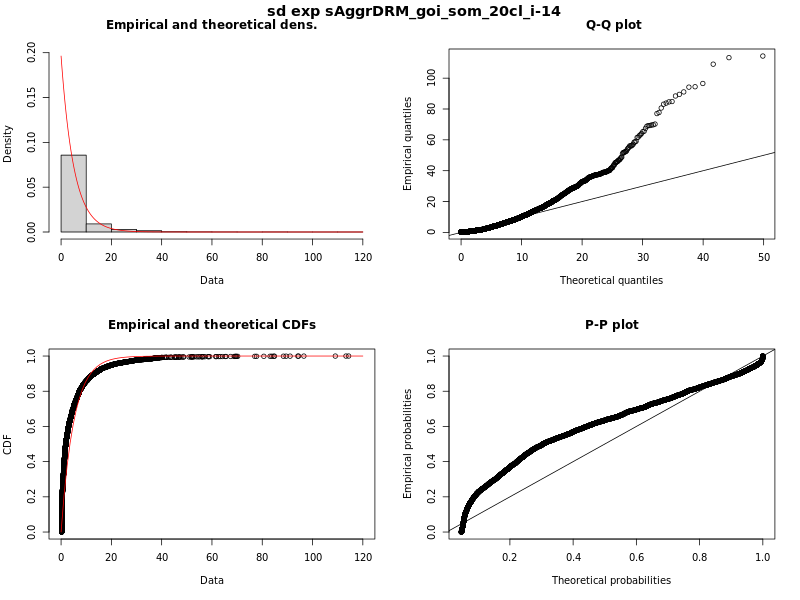 sd exp sAggrDRM_goi_som_20cl_i-14
Empirical and theoretical dens.
Density
0.00 0.05 0.10 0.15 0.20
0 20 40 60 80 100 120
Data
Q-Q plot
Empirical quantiles
0 20 40 60 80 100
0 10 20 30 40 50
Theoretical quantiles
Empirical and theoretical CDFs
CDF
0.0 0.2 0.4 0.6 0.8 1.0
0 20 40 60 80 100 120
Data
P-P plot
Empirical probabilities
0.0 0.2 0.4 0.6 0.8 1.0
0.2 0.4 0.6 0.8 1.0
Theoretical probabilities